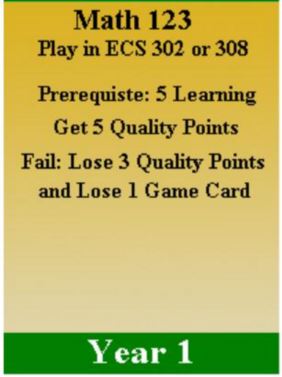 Math 123
Play in ECS 302 or 308
Prerequiste: 5 Learning
Get 5 Quality Points
Fail: Lose 3 Quality Points
and Lose 1 Game Card
Year 1